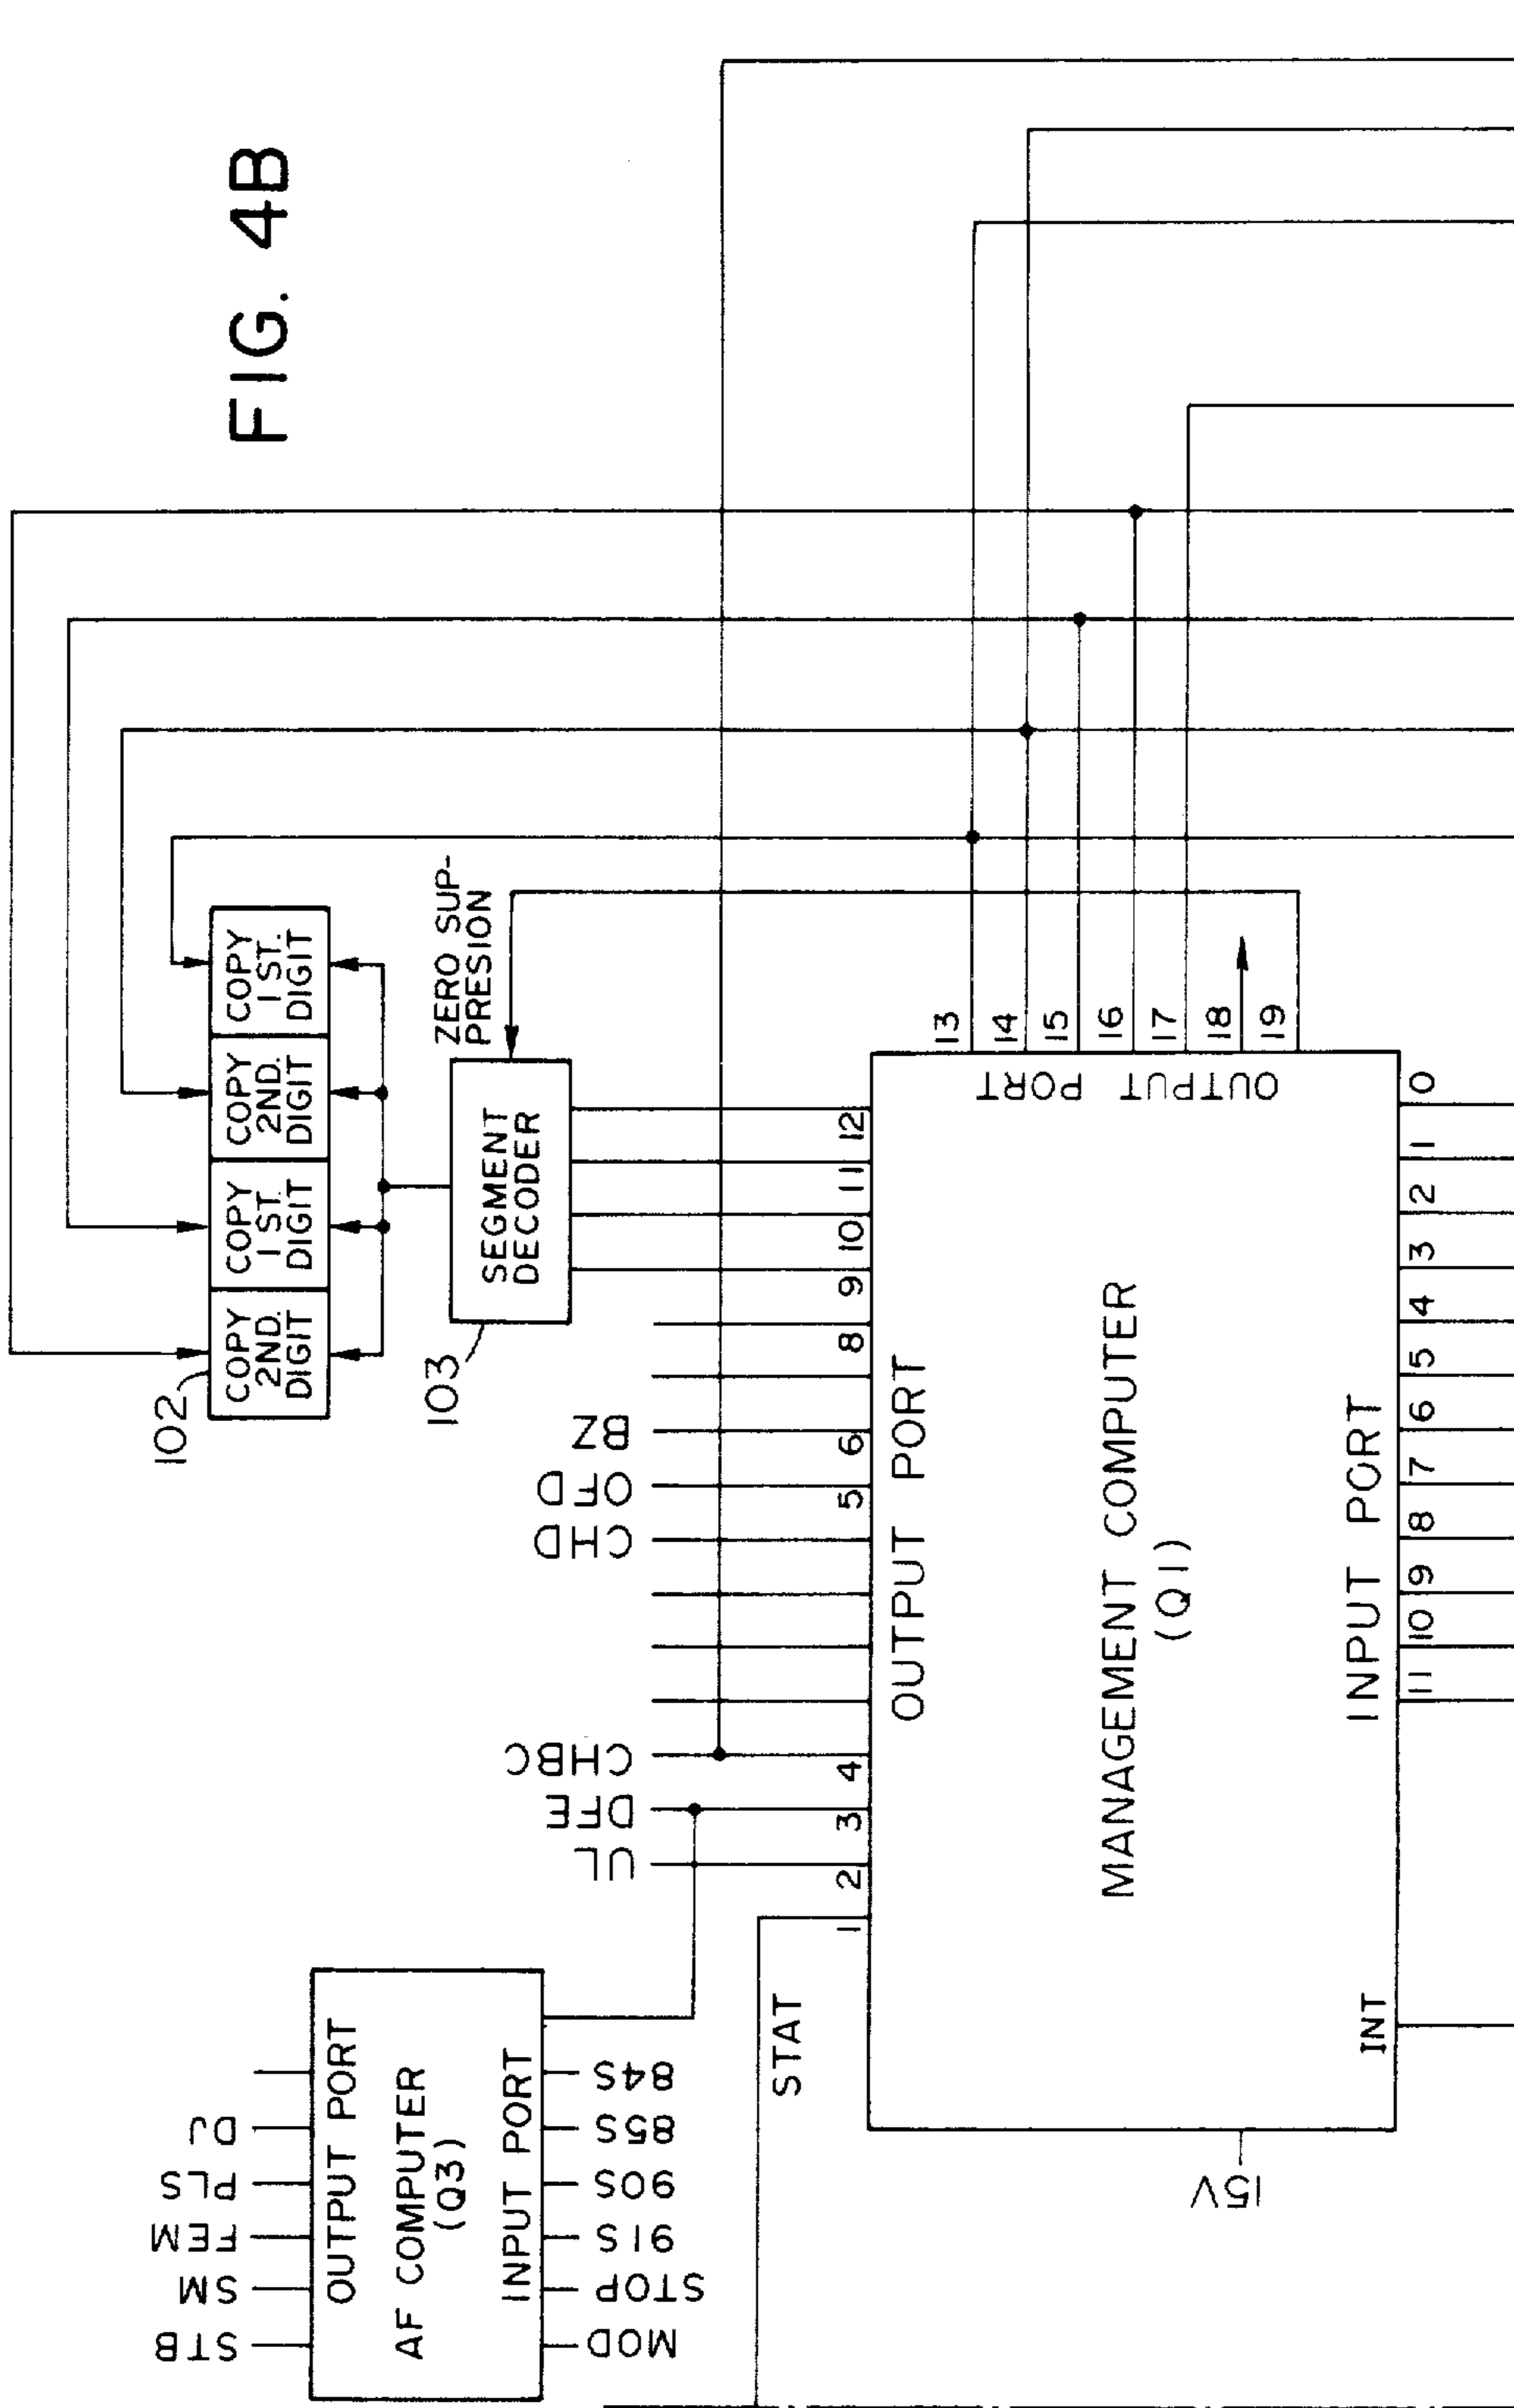 FIG. 4B
102
COPY
2ND.
DIGIT
COPY
1ST.
DIGIT
COPY
2ND.
DIGIT
COPY
1ST.
DIGIT
103
SEGMENT
DECODER
ZERO SUP-
PRESION
STB
SM
FEM
PLS
DJ
OUTPUT PORT
AF COMPUTER
(Q3)
INPUT PORT
MOD
STOP
91S
90S
85S
84S
STAT
UL
DFE
CHBC
CHD
OFD
BZ
1
2
3
4
5
6
8
9
10
11
12
OUTPUT PORT
MANAGEMENT COMPUTER
(Q1)
OUTPUT PORT
13
14
15
16
17
18
19
15V
INT
INPUT PORT
11
10
9
8
7
6
5
4
3
2
1
0